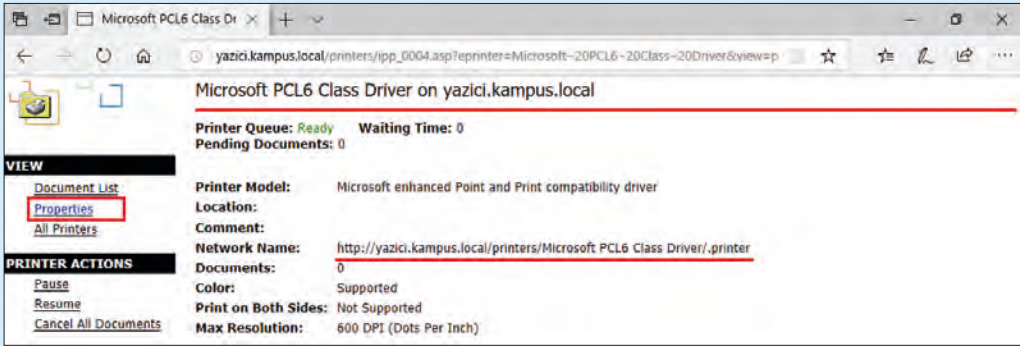 Microsoft PCL6 Class Dr
yazici.kampus.local/printers/ipp_0004.asp?eprinter=Microsoft~20PCL6~20Class~20Driver&view=p
Microsoft PCL6 Class Driver on yazici.kampus.local
Printer Queue: Ready Waiting Time: 0
Pending Documents: 0
VIEW
Document List
Properties
All Printers
PRINTER ACTIONS
Pause
Resume
Cancel All Documents
Printer Model: Microsoft enhanced Point and Print compatibility driver
Location:
Comment:
Network Name: http://yazici.kampus.local/printers/Microsoft PCL6 Class Driver/.printer
Documents: 0
Color: Supported
Print on Both Sides: Not Supported
Max Resolution: 600 DPI (Dots Per Inch)